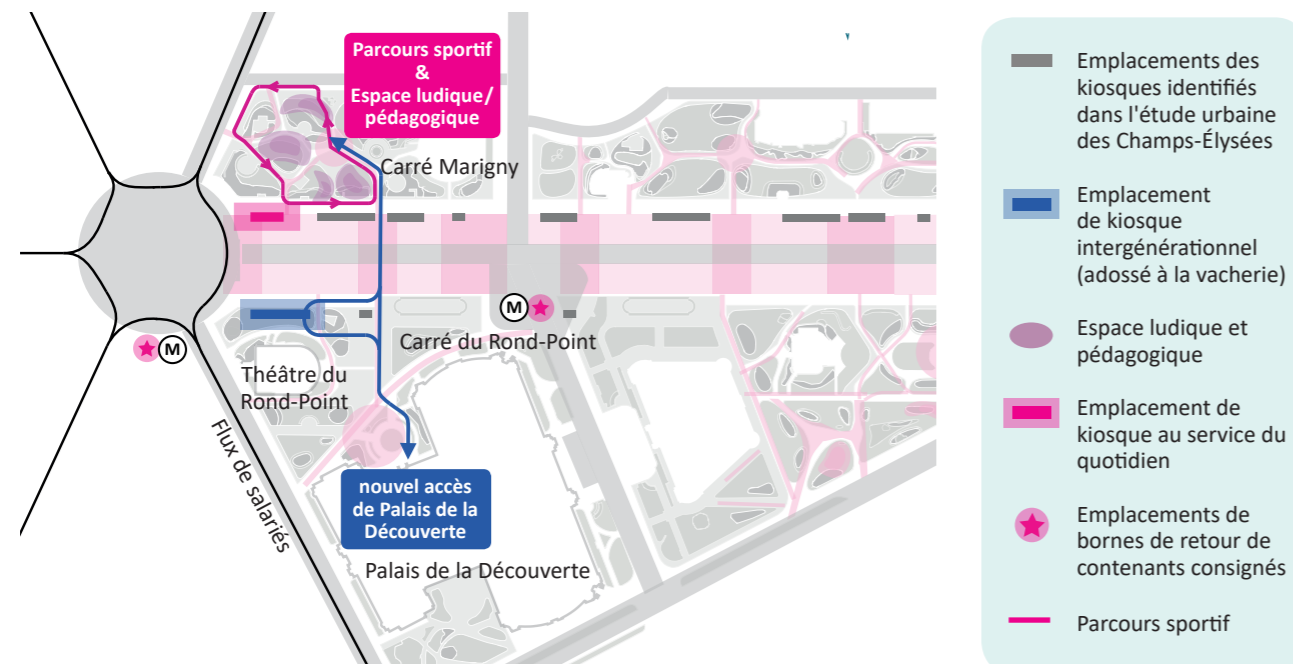 Parcours sportif
&
Espace ludique/
pédagogique
Carré Marigny
M
Carré du Rond-Point
M
Théâtre du
Rond-Point
Flux de salariés
nouvel accès
de Palais de la
Découverte
Palais de la Découverte
Emplacements des
kiosques identifiés
dans l'étude urbaine
des Champs-Élysées
Emplacement
de kiosque
intergénérationnel
(adossé à la vacherie)
Espace ludique et
pédagogique
Emplacement de
kiosque au service du
quotidien
Emplacements de
bornes de retour de
contenants consignés
Parcours sportif